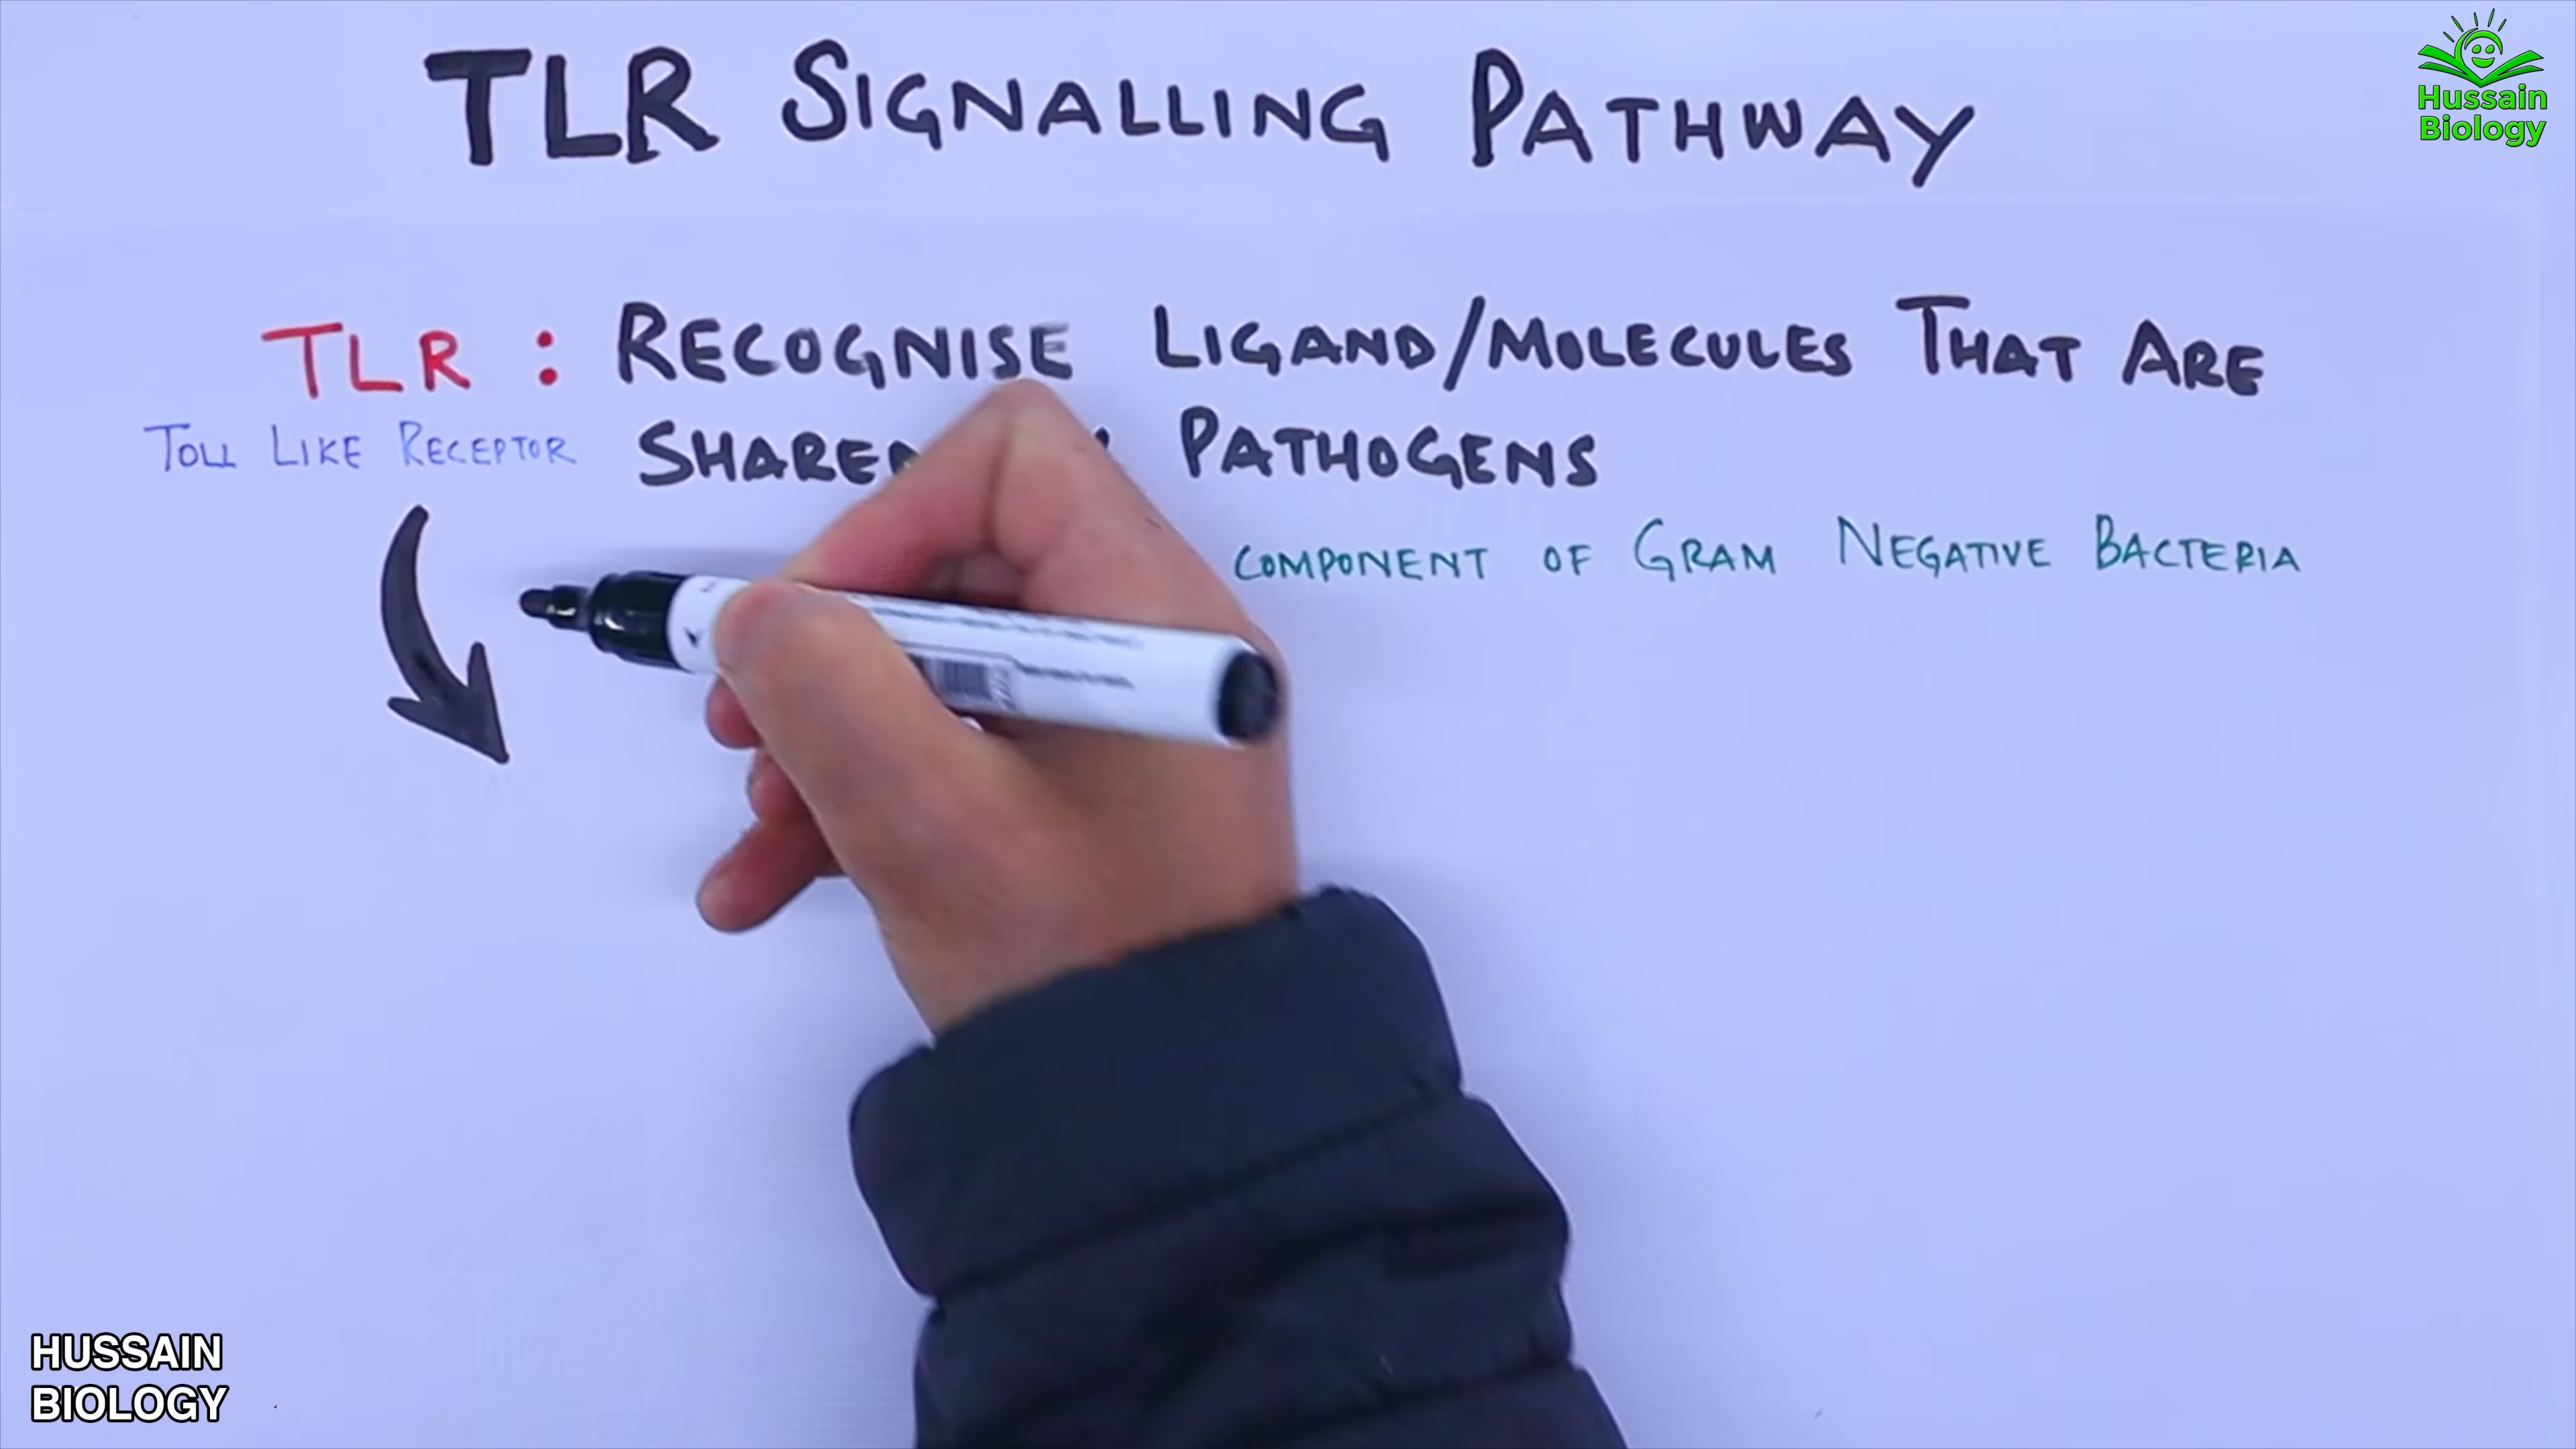 TLR SIGNALLING PATHWAY
Hussain
Biology
TLR : RECOGNISE LIGAND/MOLECULES THAT ARE
TOLL LIKE RECEPTOR
PATHOGENS
COMPONENT OF GRAM NEGATIVE BACTERIA
HUSSAIN
BIOLOGY